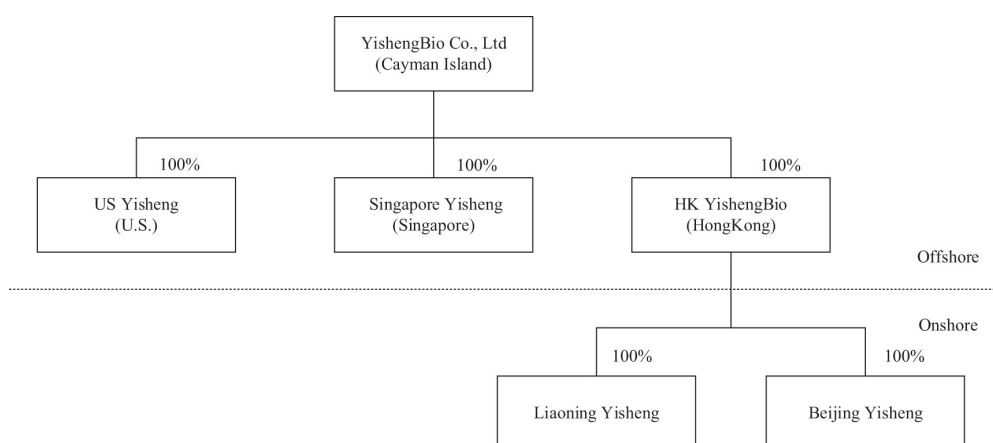 YishengBio Co., Ltd
(Cayman Island)
100%
100%
100%
US Yisheng
(U.S.)
Singapore Yisheng
(Singapore)
HK YishengBio
(HongKong)
Offshore
Onshore
100%
100%
Liaoning Yisheng
Beijing Yisheng